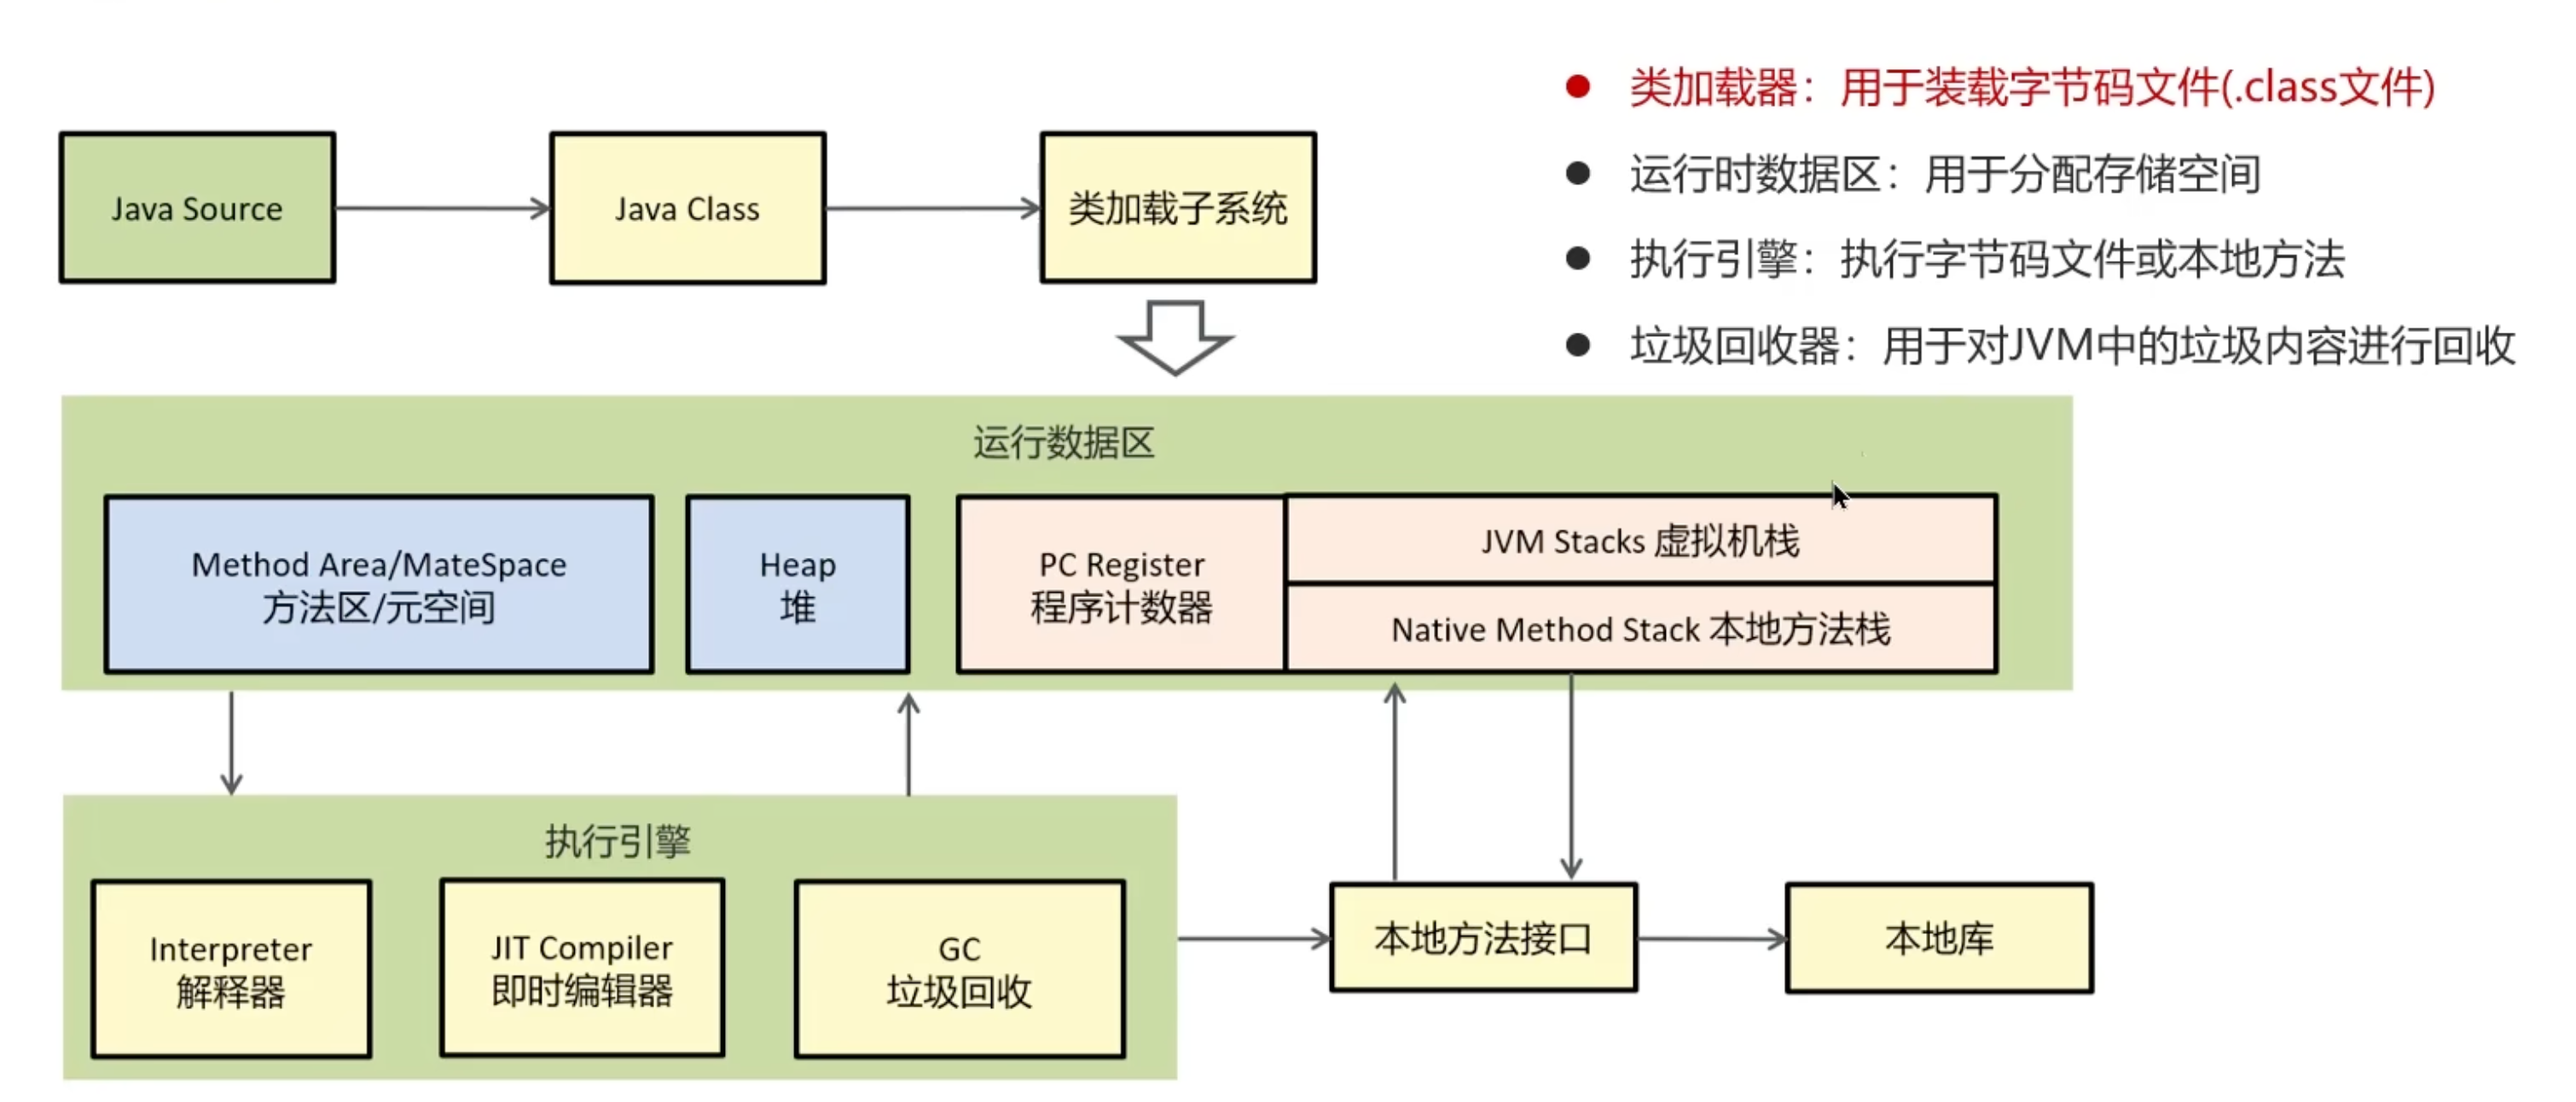 类加载器：用于装载字节码文件(.class文件)
运行时数据区：用于分配存储空间
执行引擎：执行字节码文件或本地方法
垃圾回收器：用于对JVM中的垃圾内容进行回收
Java Source
Java Class
类加载子系统
运行数据区
Method Area/MateSpace
方法区/元空间
Heap
堆
PC Register
程序计数器
JVM Stacks 虚拟机栈
Native Method Stack 本地方法栈
执行引擎
Interpreter
解释器
JIT Compiler
即时编辑器
GC
垃圾回收
本地方法接口
本地库